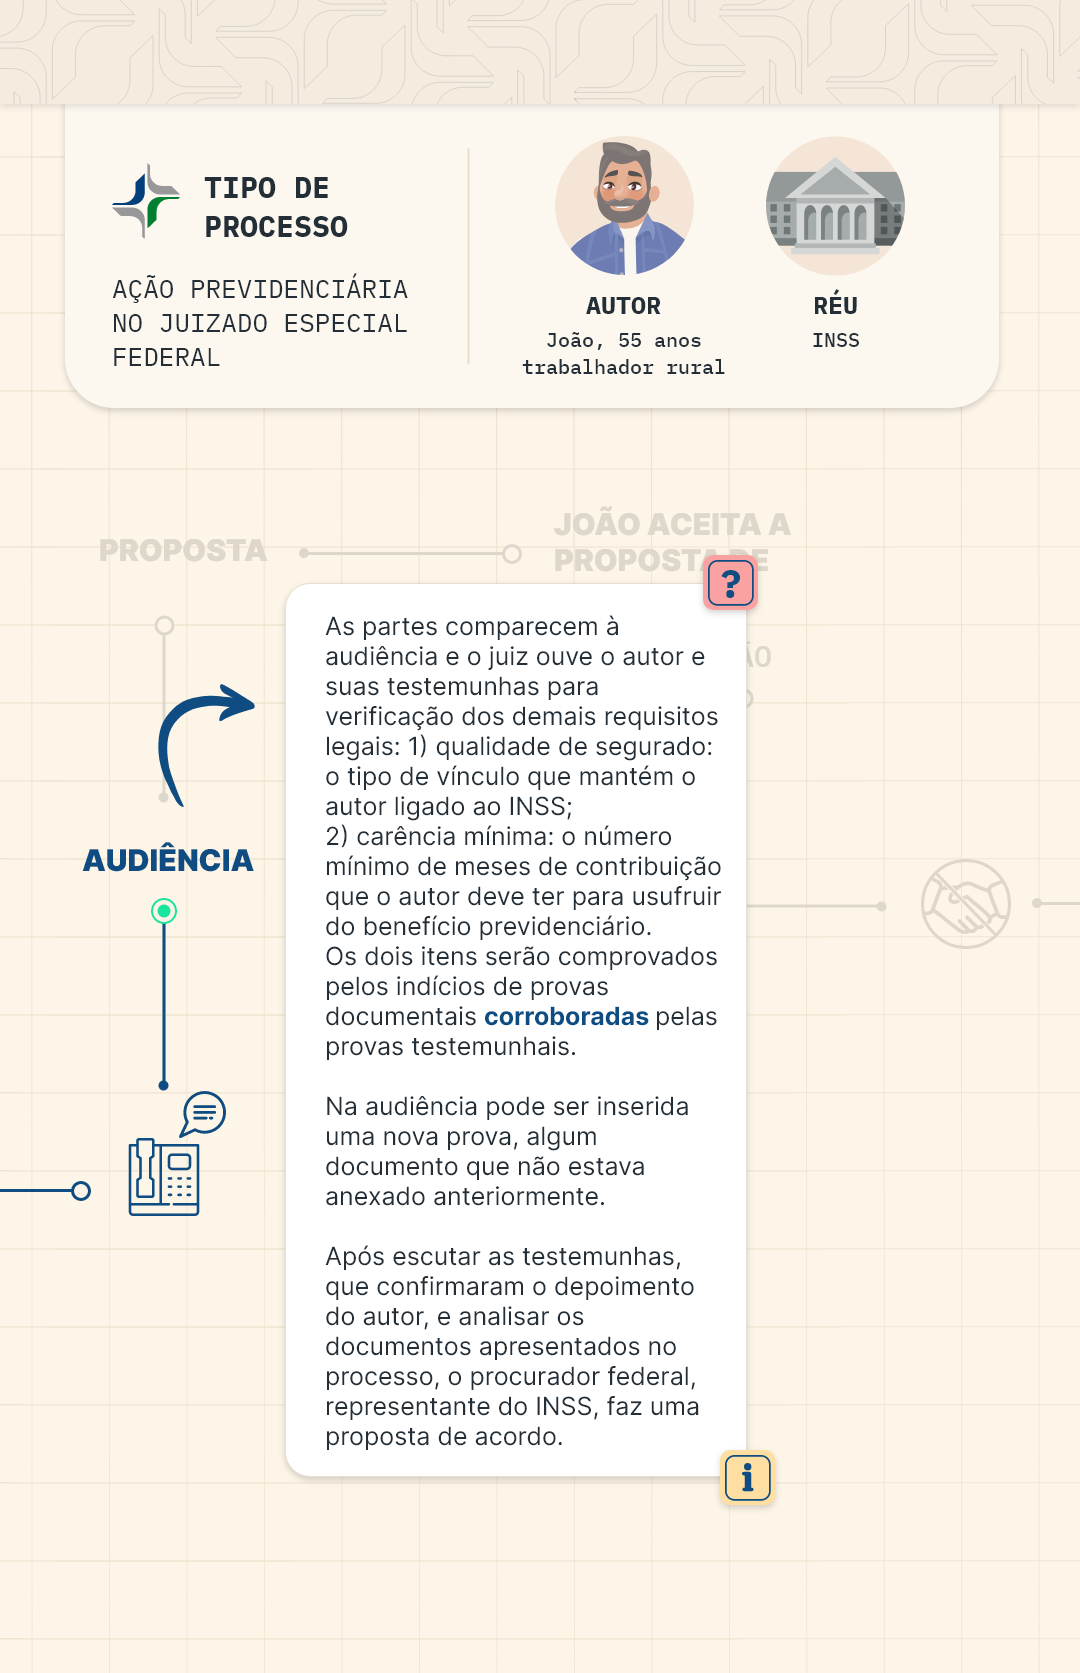 TIPO DE
PROCESSO
AÇÃO PREVIDENCIÁRIA
NO JUIZADO ESPECIAL
FEDERAL
AUTOR
João, 55 anos
trabalhador rural
RÉU
INSS
PROPOSTA
JOÃO ACEITA A
PROPOSTA DE
?
As partes comparecem à
audiência e o juiz ouve o autor e
suas testemunhas para
verificação dos demais requisitos
legais: 1) qualidade de segurado:
o tipo de vínculo que mantém o
autor ligado ao INSS;
2) carência mínima: o número
mínimo de meses de contribuição
que o autor deve ter para usufruir
do benefício previdenciário.
Os dois itens serão comprovados
pelos indícios de provas
documentais corroboradas pelas
provas testemunhais.
Na audiência pode ser inserida
uma nova prova, algum
documento que não estava
anexado anteriormente.
Após escutar as testemunhas,
que confirmaram o depoimento
do autor, e analisar os
documentos apresentados no
processo, o procurador federal,
representante do INSS, faz uma
proposta de acordo.
i
AUDIÊNCIA